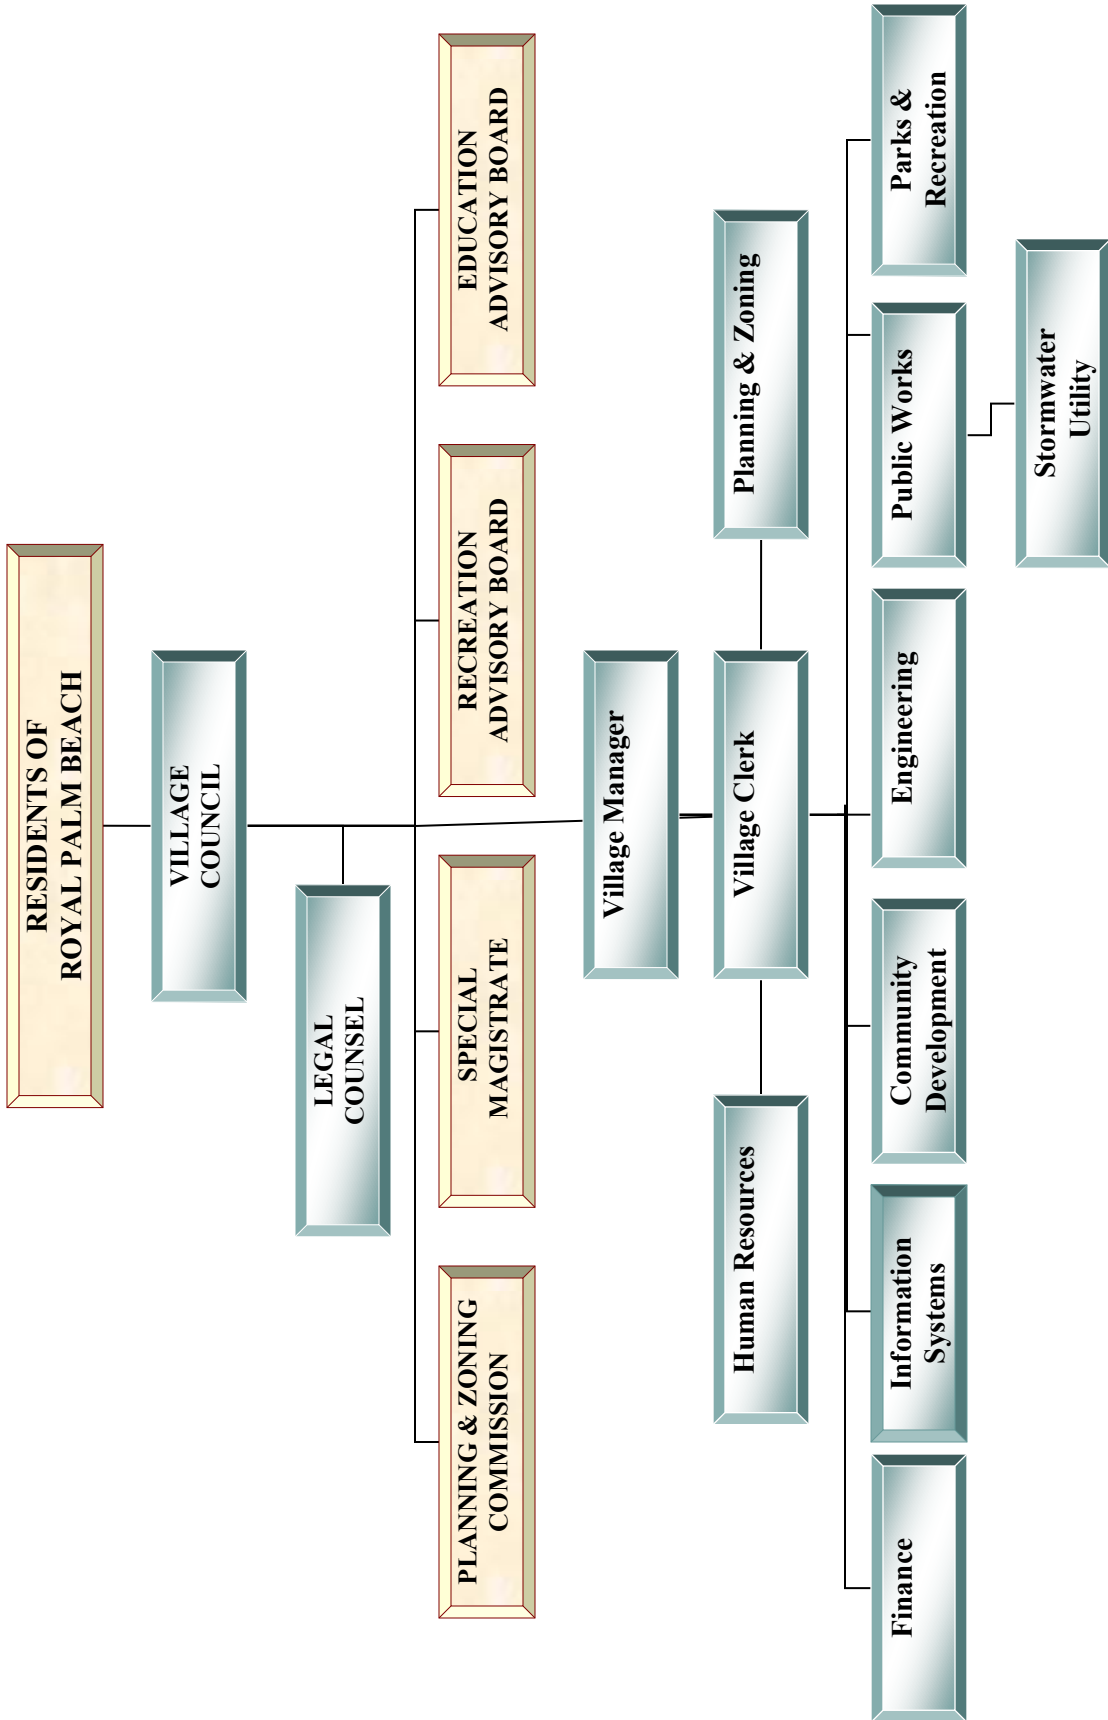 RESIDENTS OF
ROYAL PALM BEACH
VILLAGE
COUNCIL
LEGAL
COUNSEL
PLANNING & ZONING
COMMISSION
SPECIAL
MAGISTRATE
RECREATION
ADVISORY BOARD
EDUCATION
ADVISORY BOARD
Village Manager
Human Resources
Village Clerk
Planning & Zoning
Finance
Information
Systems
Community
Development
Engineering
Public Works
Parks &
Recreation
Stormwater
Utility